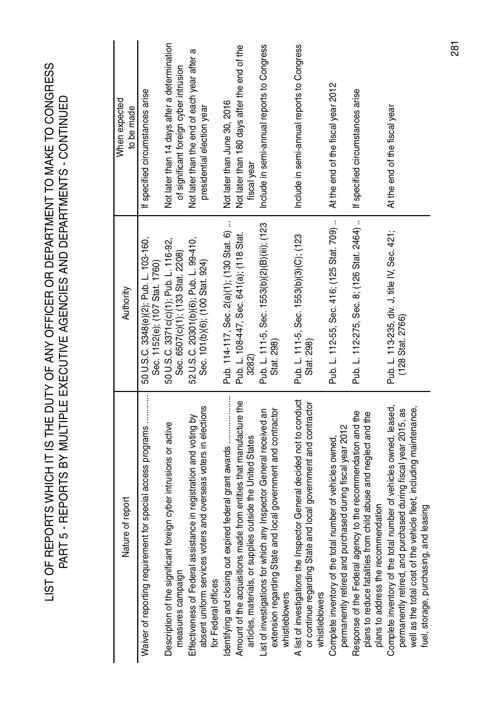 LIST OF REPORTS WHICH IT IS THE DUTY OF ANY OFFICER OR DEPARTMENT TO MAKE TO CONGRESS
PART 5 - REPORTS BY MULTIPLE EXECUTIVE AGENCIES AND DEPARTMENTS - CONTINUED
Nature of report Authority When expected
to be made
Waiver of reporting requirement for special access programs ............ 50 U.S.C. 3348(e)(2); Pub. L. 103-160, If specified circumstances arise
Sec. 1152(e); (107 Stat. 1760)
Description of the significant foreign cyber intrusions or active 50 U.S.C. 3371c(c)(1); Pub. L. 116-92, Not later than 14 days after a determination
measures campaign Sec. 6507(c)(1); (133 Stat. 2208) of significant foreign cyber intrusion
Effectiveness of Federal assistance in registration and voting by 52 U.S.C. 20301(b)(6); Pub. L. 99-410, Not later than the end of each year after a
absent uniform services voters and overseas voters in elections Sec. 101(b)(6); (100 Stat. 924) presidential election year
for Federal offices
Identifying and closing out expired federal grant awards .................. Pub. 114-117, Sec. 2(a)(1); (130 Stat. 6) ... Not later than June 30, 2016
Amount of the acquisitions made from entities that manufacture the Pub. L. 108-447, Sec. 641(a); (118 Stat. Not later than 180 days after the end of the
articles, materials, or supplies outside the United States 3282) fiscal year
List of investigations for which any Inspector General received an Pub. L. 111-5, Sec. 1553(b)(2)(B)(iii); (123 Include in semi-annual reports to Congress
extension regarding State and local government and contractor Stat. 298)
whistleblowers
A list of investigations the Inspector General decided not to conduct Pub. L. 111-5, Sec. 1553(b)(3)(C); (123 Include in semi-annual reports to Congress
or continue regarding State and local government and contractor Stat. 298)
whistleblowers
Complete inventory of the total number of vehicles owned, Pub. L. 112-55, Sec. 416; (125 Stat. 709) .. At the end of the fiscal year 2012
permanently retired and purchased during fiscal year 2012
Response of the Federal agency to the recommendation and the Pub. L. 112-275, Sec. 8; (126 Stat. 2464) .. If specified circumstances arise
plans to reduce fatalities from child abuse and neglect and the
plans to address the recommendation
Complete inventory of the total number of vehicles owned, leased, Pub. L. 113-235, div. J, title IV, Sec. 421; At the end of the fiscal year
permanently retired, and purchased during fiscal year 2015, as (128 Stat. 2766)
well as the total cost of the vehicle fleet, including maintenance,
fuel, storage, purchasing, and leasing
281